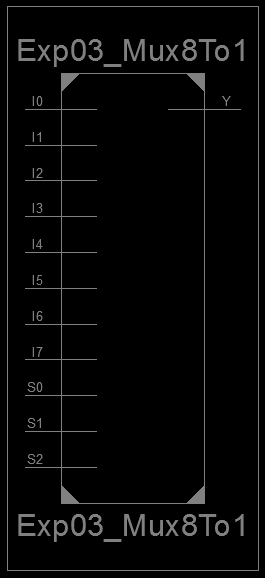 Exp03_Mux8To1
I0
Y
I1
I2
I3
I4
I5
I6
I7
S0
S1
S2
Exp03_Mux8To1